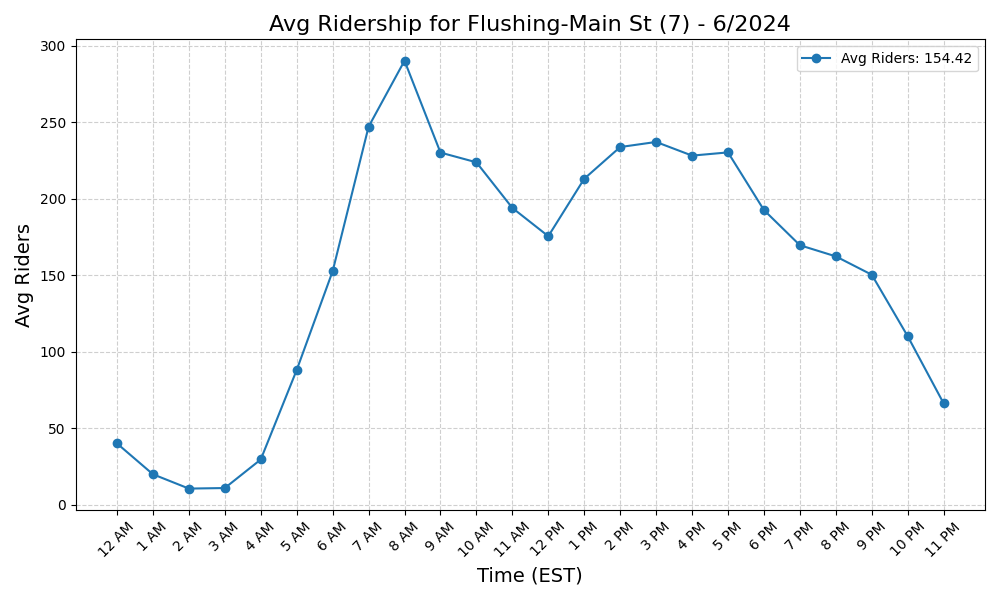 Avg Ridership for Flushing-Main St (7) - 6/2024
Avg Riders: 154.42
Avg Riders
300
250
200
150
100
50
0
12 AM
1 AM
2 AM
3 AM
4 AM
5 AM
6 AM
7 AM
8 AM
9 AM
10 AM
11 AM
12 PM
1 PM
2 PM
3 PM
4 PM
5 PM
6 PM
7 PM
8 PM
9 PM
10 PM
11 PM
Time (EST)